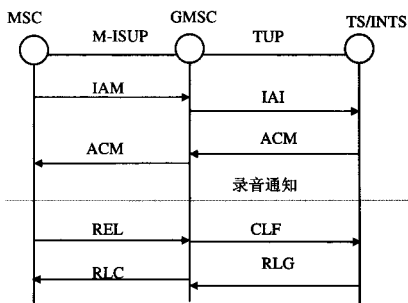 MSC GMSC TS/INTS
M-ISUP TUP
IAM
IAI
ACM
ACM
录音通知
REL CLF
RLC RLG